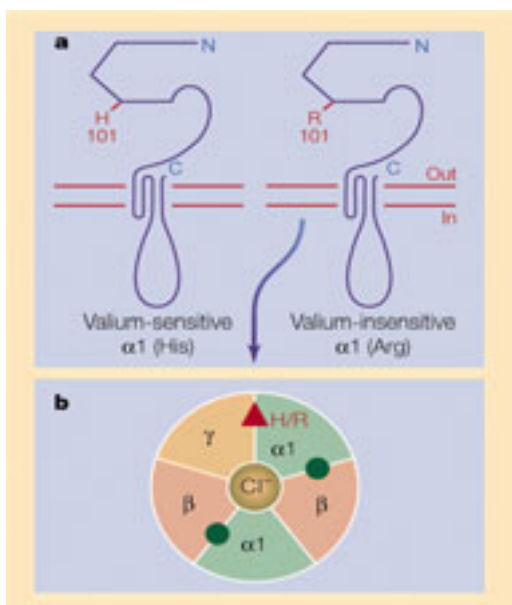 a
N
N
H
101
R
101
C
C
Out
In
Valium-sensitive
α1 (His)
Valium-insensitive
α1 (Arg)
b
H/R
γ
α1
Cl⁻
β
β
α1